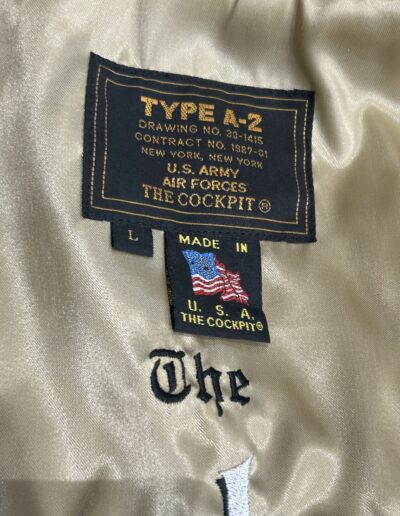 TYPE A-2
DRAWING NO. 30-1415
CONTRACT NO. 1887-01
NEW YORK, NEW YORK
U.S. ARMY
AIR FORCES
THE COCKPIT®
L
MADE IN
U. S. A.
THE COCKPIT®
The